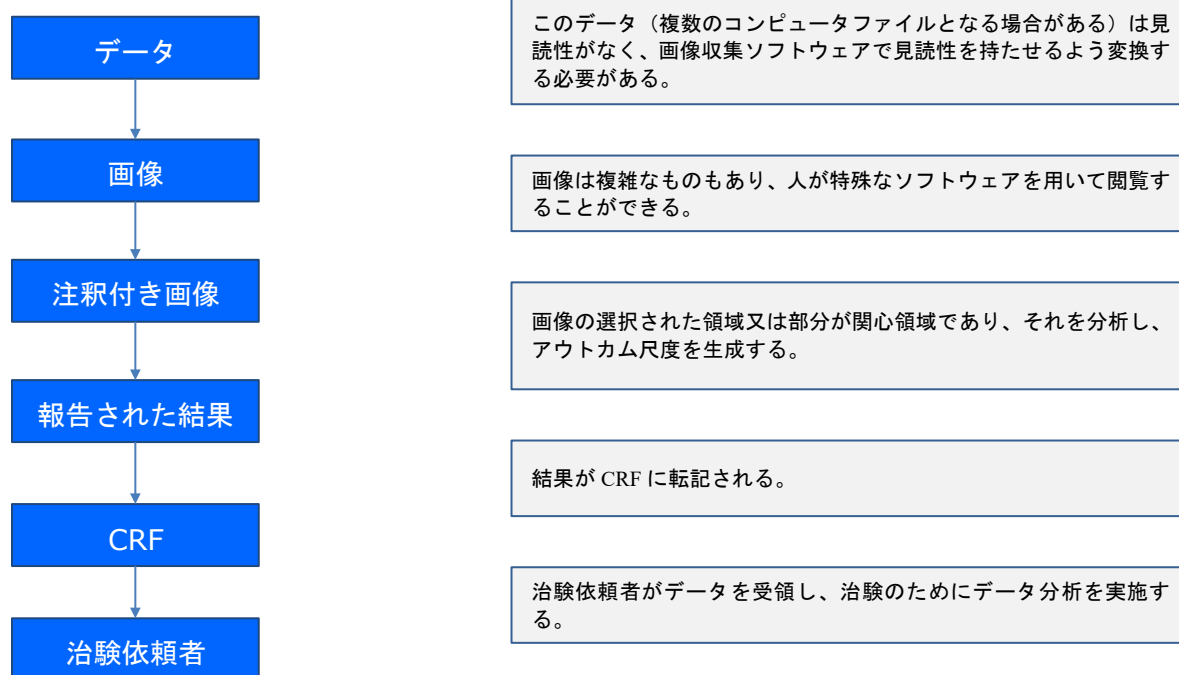 データ
このデータ(複数のコンピュータファイルとなる場合がある)は見
読性がなく、画像収集ソフトウェアで見読性を持たせるよう変換す
る必要がある。
画像
画像は複雑なものもあり、人が特殊なソフトウェアを用いて閲覧す
ることができる。
注釈付き画像
画像の選択された領域又は部分が関心領域であり、それを分析し、
アウトカム尺度を生成する。
報告された結果
結果が CRF に転記される。
CRF
治験依頼者がデータを受領し、治験のためにデータ分析を実施す
る。
治験依頼者